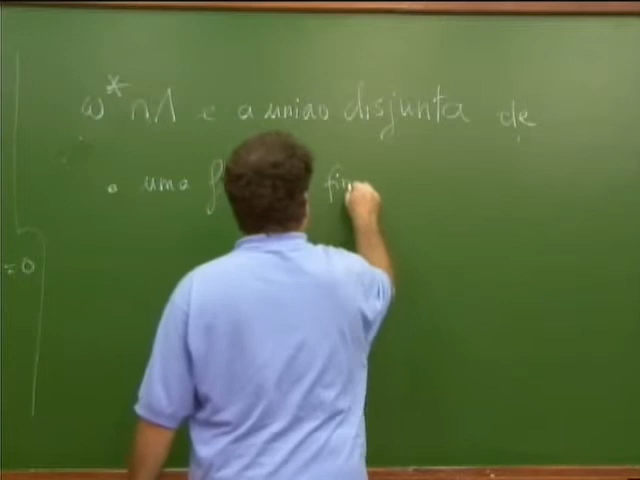 ω* ∩ Λ e a união disjunta de
• uma
= 0